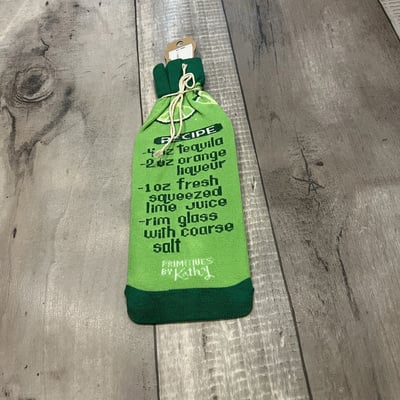 RECIPE
-4 oz tequila
-2 oz orange
liqueur
-1 oz fresh
squeezed
lime juice
-rim glass
with coarse
salt
PRIMITIVES
BY Kathy